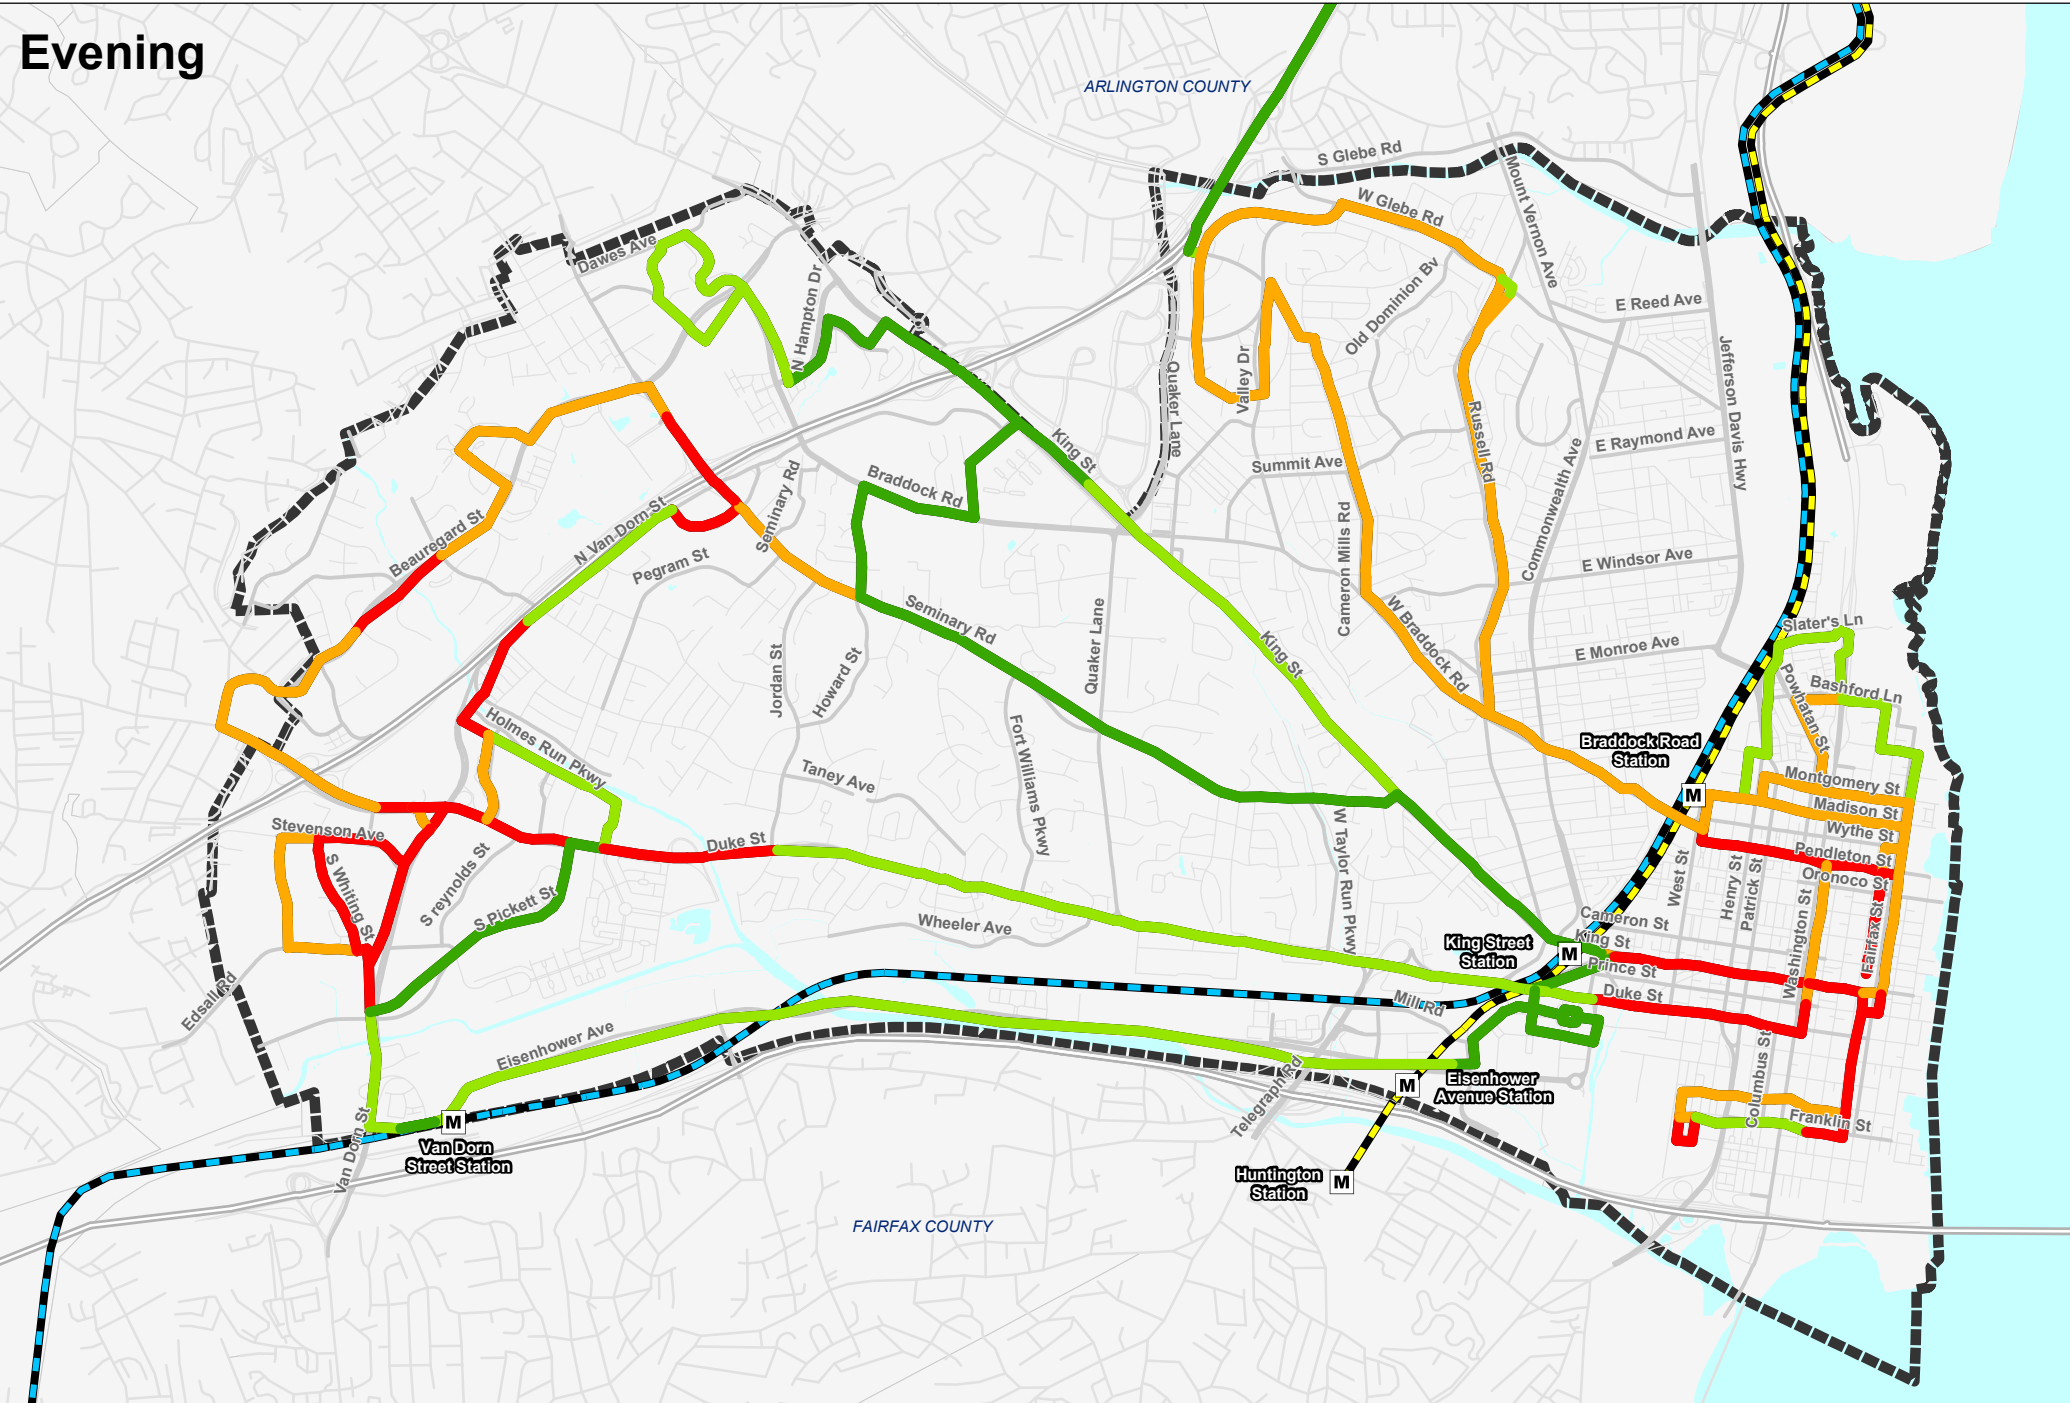 Evening
ARLINGTON COUNTY
S Glebe Rd
W Glebe Rd
Mount Vernon Ave
Dawes Ave
N Hampton Dr
Old Dominion Bv
E Reed Ave
Jefferson Davis Hwy
Quaker Lane
Valley Dr
Russell Rd
E Raymond Ave
King St
Summit Ave
Commonwealth Ave
Braddock Rd
Seminary Rd
N Van Dorn St
Beauregard St
Pegram St
Cameron Mills Rd
E Windsor Ave
W Braddock Rd
Seminary Rd
Quaker Lane
King St
E Monroe Ave
Slater's Ln
Jordan St
Howard St
Powhatan St
Bashford Ln
Holmes Run Pkwy
Fort Williams Pkwy
Taney Ave
Braddock Road
Station
M
Montgomery St
Madison St
Wythe St
Stevenson Ave
Duke St
W Taylor Run Pkwy
Pendleton St
Oronoco St
S Whiting St
S reynolds St
S Pickett St
West St
Henry St
Patrick St
Washington St
Fairfax St
Wheeler Ave
Cameron St
King St
King Street
Station
M
Prince St
Edsall Rd
Mill Rd
Duke St
Eisenhower Ave
Columbus St
Telegraph Rd
M
Eisenhower
Avenue Station
Van Dorn St
M
Van Dorn
Street Station
Franklin St
Huntington
Station
M
FAIRFAX COUNTY